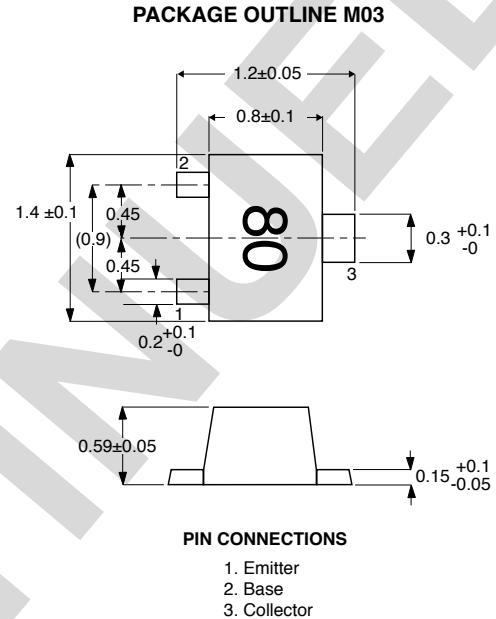 PACKAGE OUTLINE M03
1.2±0.05
0.8±0.1
2
1.4 ±0.1
0.45
(0.9)
0.45
08
0.3 +0.1 -0
3
1
0.2 +0.1 -0
0.59±0.05
0.15 +0.1 -0.05
PIN CONNECTIONS
1. Emitter
2. Base
3. Collector